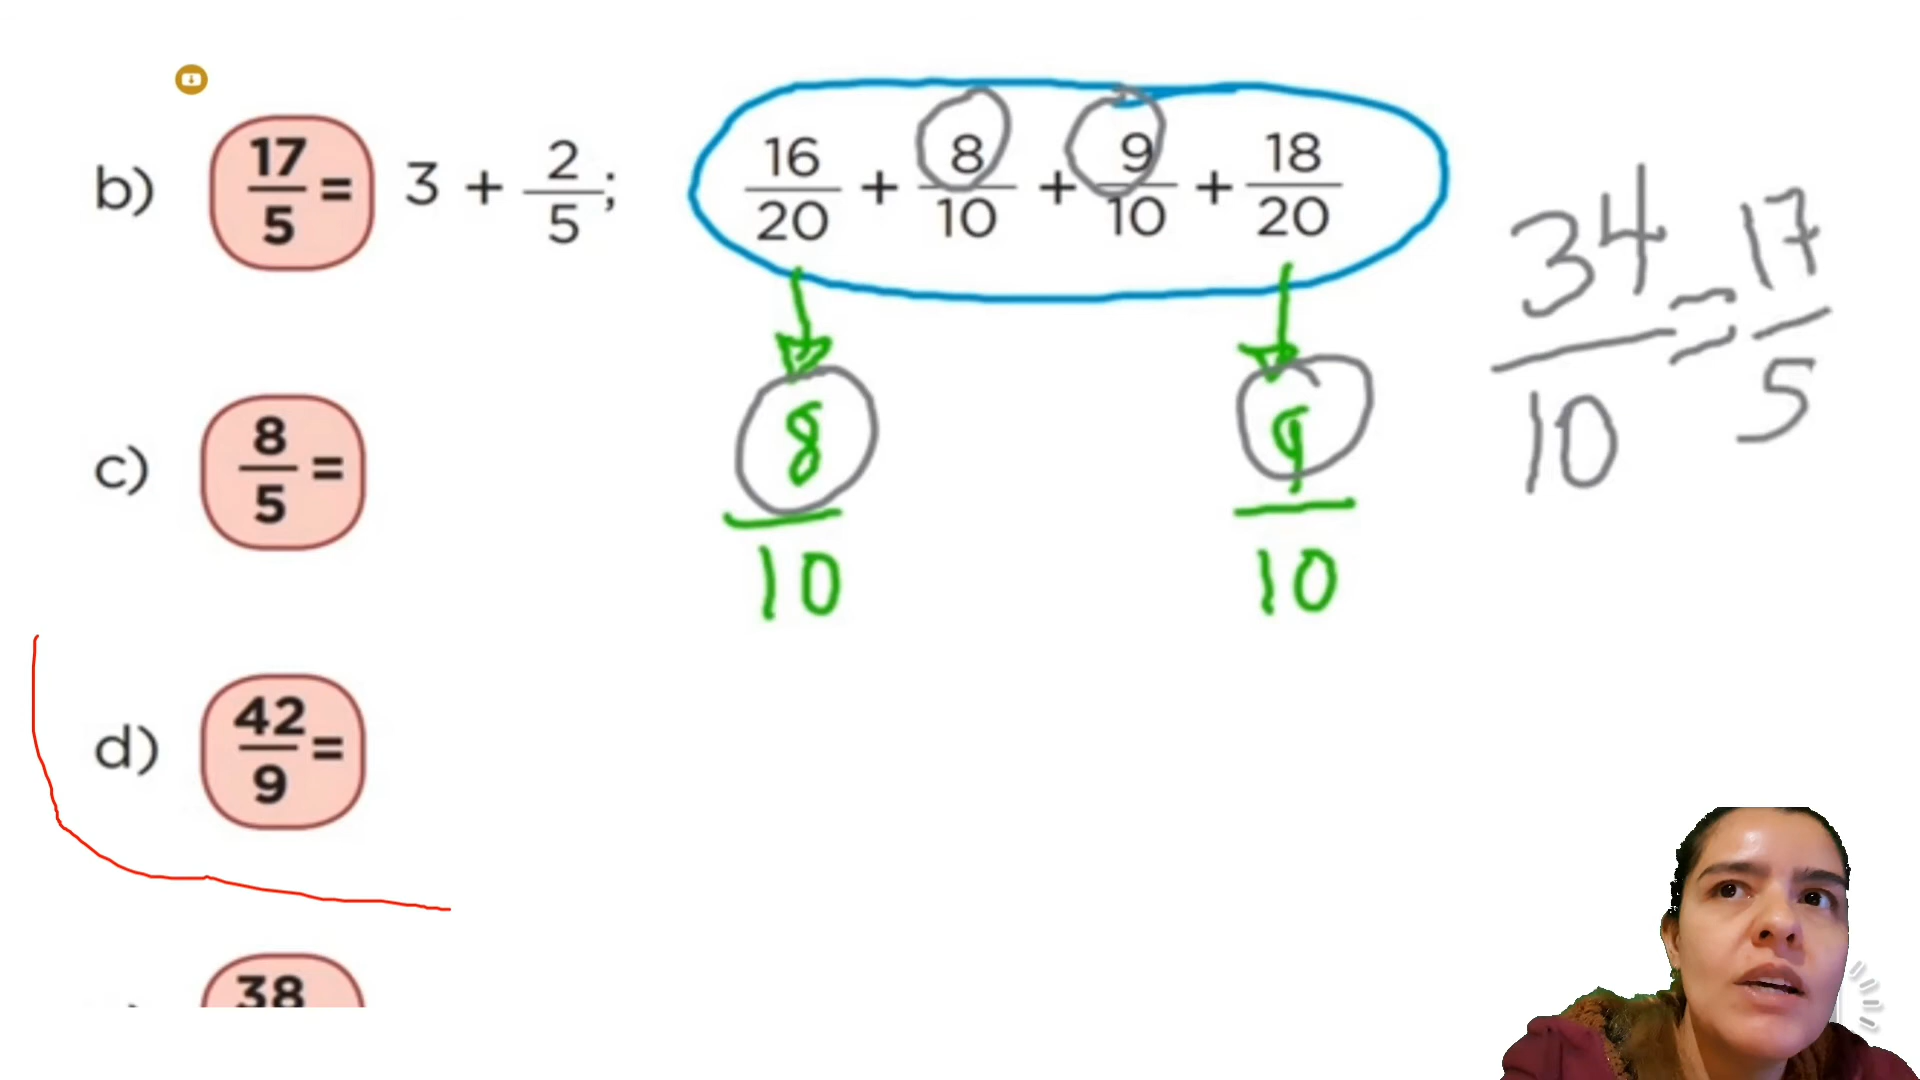 b) 17/5 = 3 + 2/5; 16/20 + 8/10 + 9/10 + 18/20
34/10 = 17/5
8/10 9/10
c) 8/5 =
d) 42/9 =
38